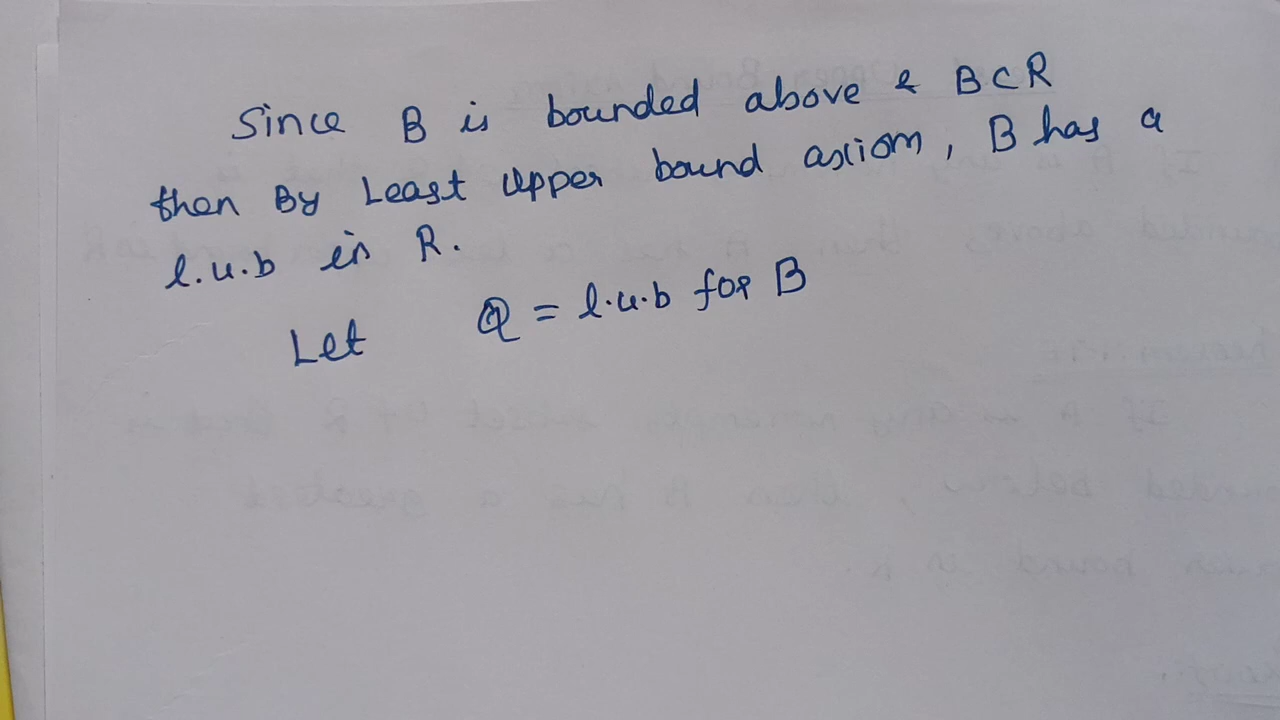 Since B is bounded above & B⊂R
then By Least Upper bound axiom, B has a
l.u.b in R.
Let Q = l.u.b for B